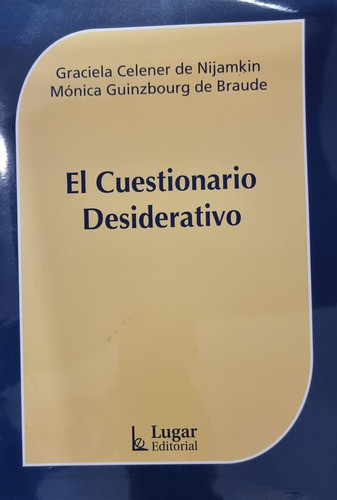 Graciela Celener de Nijamkin
Mónica Guinzbourg de Braude
El Cuestionario
Desiderativo
Lugar
Editorial